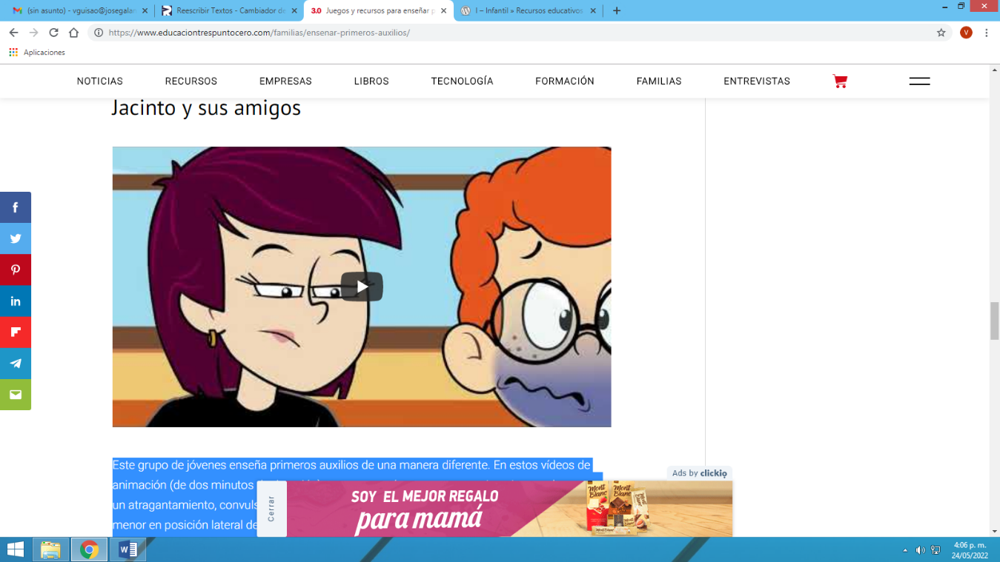 (sin asunto) - vguisao@josegalar
Reescribir Textos - Cambiador de
3.0 Juegos y recursos para enseñar p
I – Infantil » Recursos educativos
https://www.educaciontrespuntocero.com/familias/ensenar-primeros-auxilios/
V
Aplicaciones
NOTICIAS RECURSOS EMPRESAS LIBROS TECNOLOGÍA FORMACIÓN FAMILIAS ENTREVISTAS
Jacinto y sus amigos
Este grupo de jóvenes enseña primeros auxilios de una manera diferente. En estos vídeos de
animación (de dos minutos
un atragantamiento, convuls
menor en posición lateral de
Ads by clickio
Cerrar
SOY EL MEJOR REGALO
para mamá
Mont Blanc
Mont Blanc
4:06 p. m.
24/05/2022